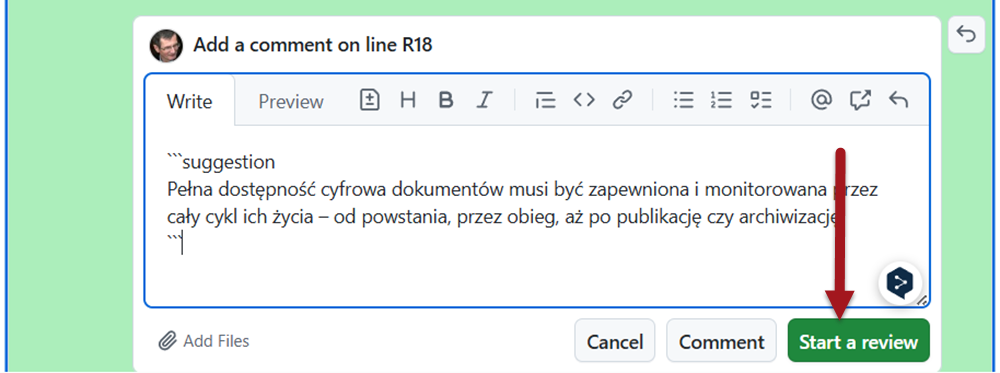 Add a comment on line R18
Write Preview
```suggestion
Pełna dostępność cyfrowa dokumentów musi być zapewniona i monitorowana przez
cały cykl ich życia – od powstania, przez obieg, aż po publikację czy archiwizację
```
Add Files Cancel Comment Start a review